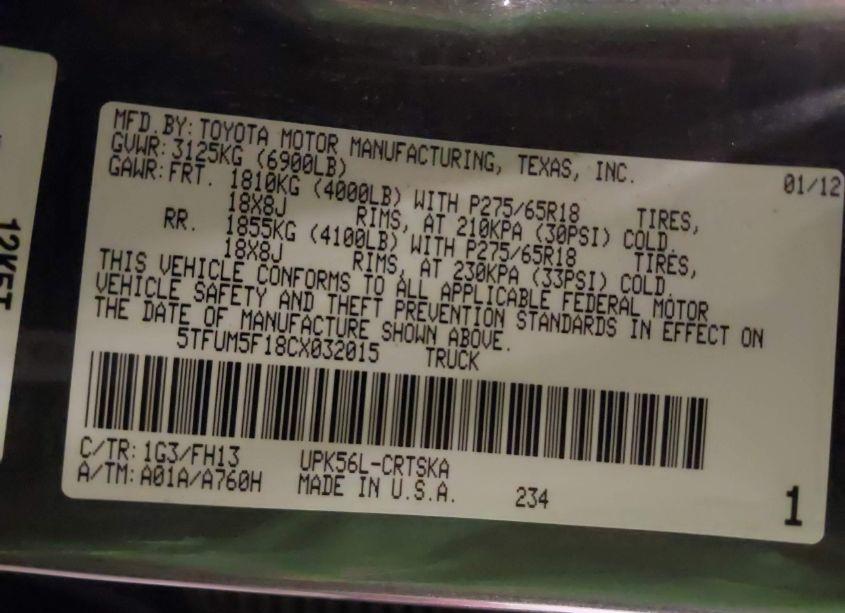 MFD. BY: TOYOTA MOTOR MANUFACTURING, TEXAS, INC. 01/12
GVWR: 3125KG (6900LB)
GAWR: FRT. 1810KG (4000LB) WITH P275/65R18 TIRES,
18X8J RIMS, AT 210KPA (30PSI) COLD.
RR. 1855KG (4100LB) WITH P275/65R18 TIRES,
18X8J RIMS, AT 230KPA (33PSI) COLD.
THIS VEHICLE CONFORMS TO ALL APPLICABLE FEDERAL MOTOR
VEHICLE SAFETY AND THEFT PREVENTION STANDARDS IN EFFECT ON
THE DATE OF MANUFACTURE SHOWN ABOVE.
5TFUM5F18CX032015 TRUCK
C/TR: 1G3/FH13 UPK56L-CRTSKA
A/TM: A01A/A760H MADE IN U.S.A. 234
1
12K5T